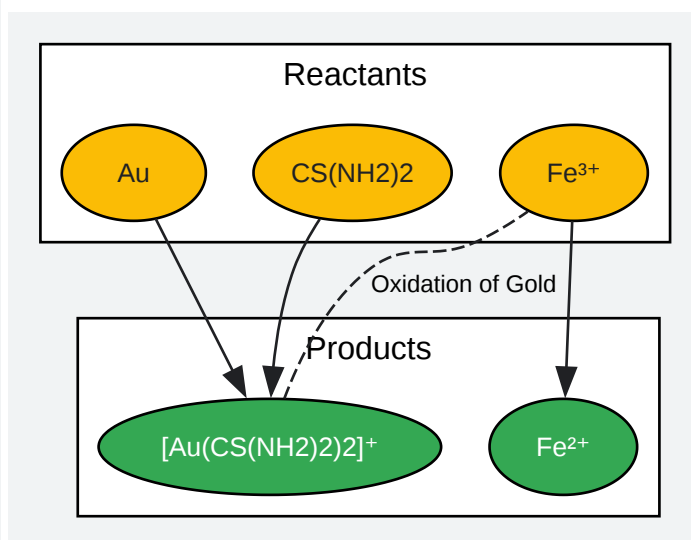 Reactants
Au
CS(NH2)2
Fe³⁺
Oxidation of Gold
Products
[Au(CS(NH2)2)2]⁺
Fe²⁺